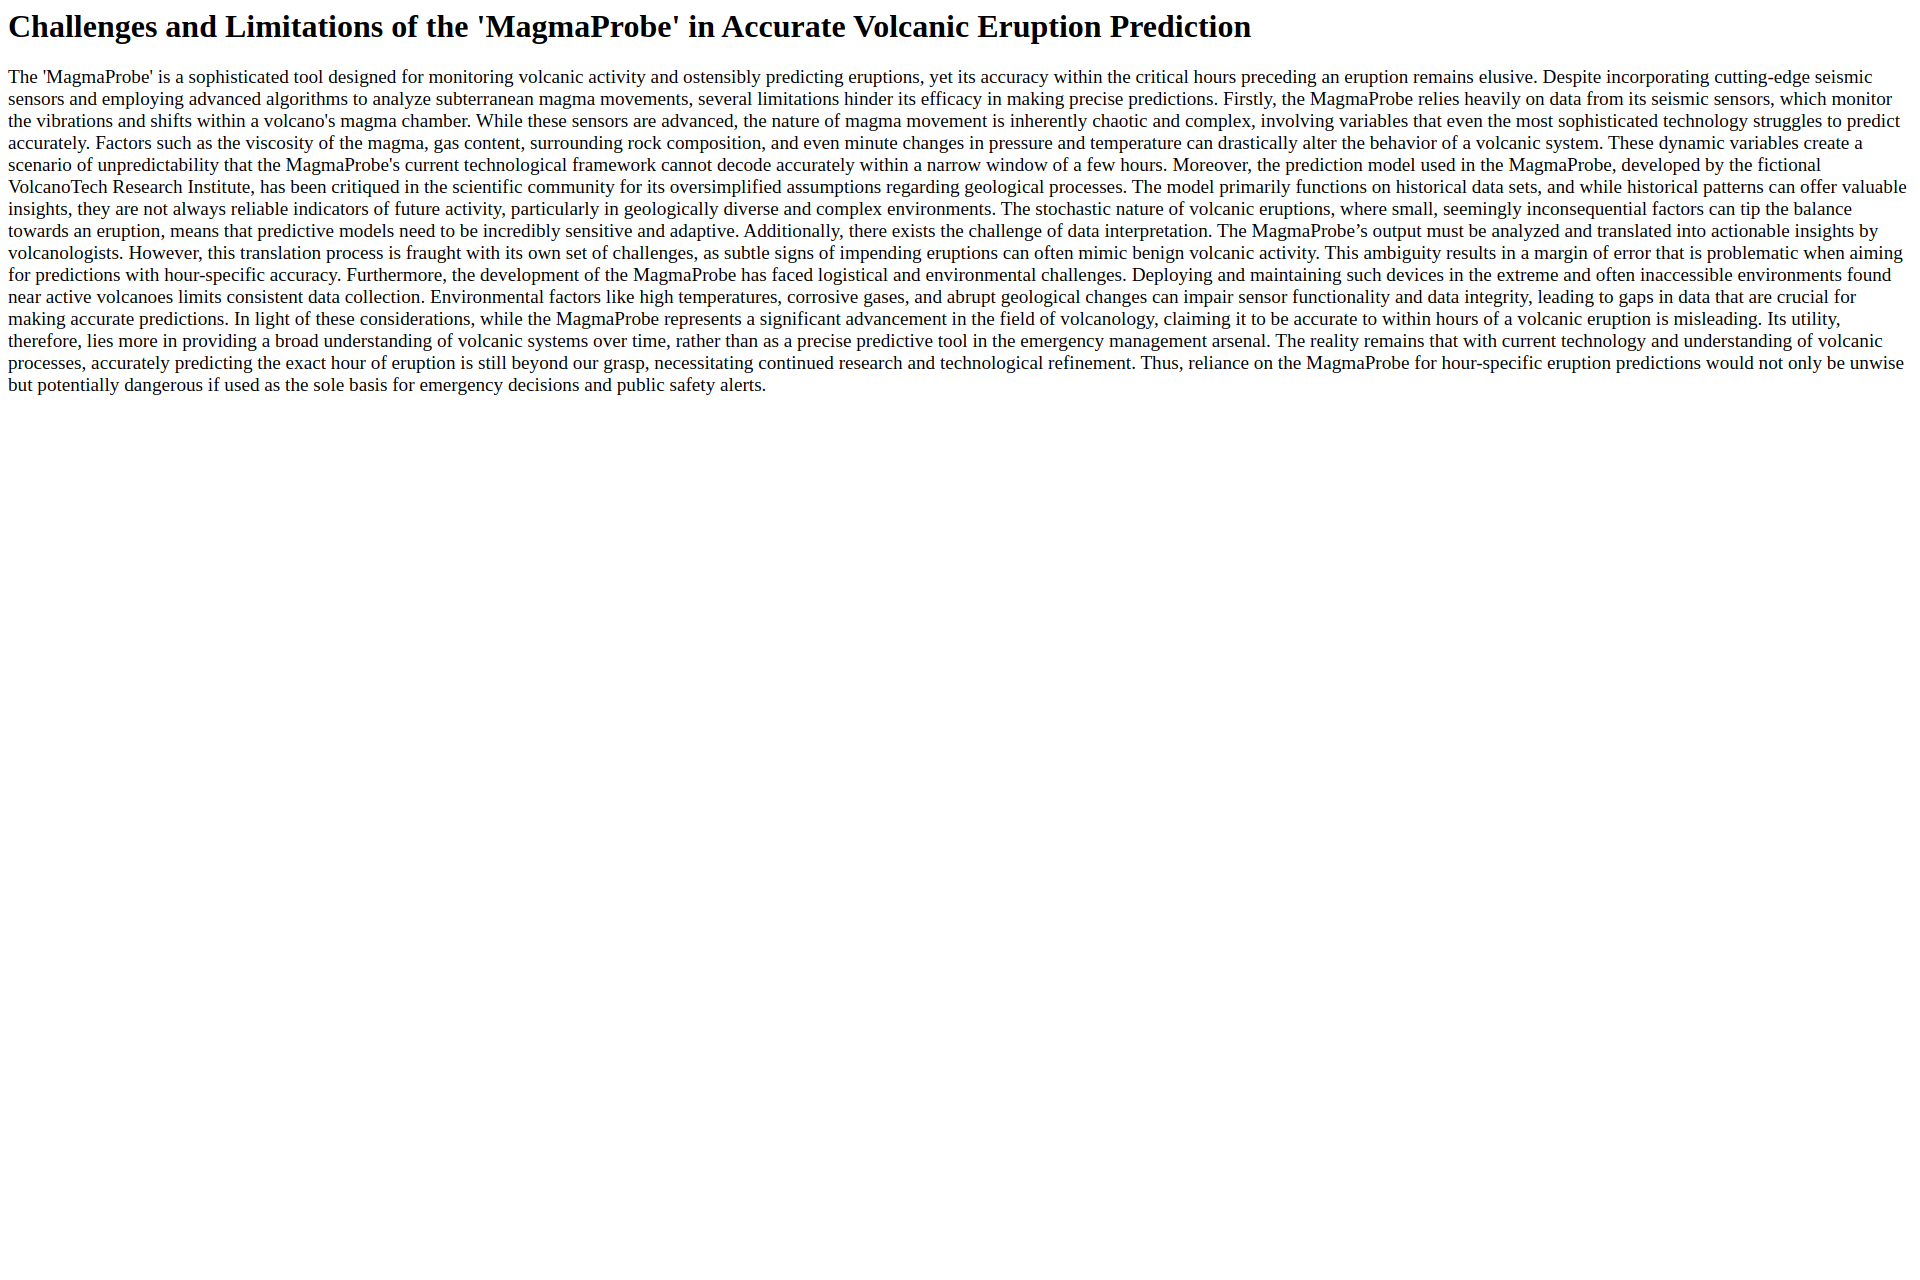 Challenges and Limitations of the 'MagmaProbe' in Accurate Volcanic Eruption Prediction
The 'MagmaProbe' is a sophisticated tool designed for monitoring volcanic activity and ostensibly predicting eruptions, yet its accuracy within the critical hours preceding an eruption remains elusive. Despite incorporating cutting-edge seismic
sensors and employing advanced algorithms to analyze subterranean magma movements, several limitations hinder its efficacy in making precise predictions. Firstly, the MagmaProbe relies heavily on data from its seismic sensors, which monitor
the vibrations and shifts within a volcano's magma chamber. While these sensors are advanced, the nature of magma movement is inherently chaotic and complex, involving variables that even the most sophisticated technology struggles to predict
accurately. Factors such as the viscosity of the magma, gas content, surrounding rock composition, and even minute changes in pressure and temperature can drastically alter the behavior of a volcanic system. These dynamic variables create a
scenario of unpredictability that the MagmaProbe's current technological framework cannot decode accurately within a narrow window of a few hours. Moreover, the prediction model used in the MagmaProbe, developed by the fictional
VolcanoTech Research Institute, has been critiqued in the scientific community for its oversimplified assumptions regarding geological processes. The model primarily functions on historical data sets, and while historical patterns can offer valuable
insights, they are not always reliable indicators of future activity, particularly in geologically diverse and complex environments. The stochastic nature of volcanic eruptions, where small, seemingly inconsequential factors can tip the balance
towards an eruption, means that predictive models need to be incredibly sensitive and adaptive. Additionally, there exists the challenge of data interpretation. The MagmaProbe’s output must be analyzed and translated into actionable insights by
volcanologists. However, this translation process is fraught with its own set of challenges, as subtle signs of impending eruptions can often mimic benign volcanic activity. This ambiguity results in a margin of error that is problematic when aiming
for predictions with hour-specific accuracy. Furthermore, the development of the MagmaProbe has faced logistical and environmental challenges. Deploying and maintaining such devices in the extreme and often inaccessible environments found
near active volcanoes limits consistent data collection. Environmental factors like high temperatures, corrosive gases, and abrupt geological changes can impair sensor functionality and data integrity, leading to gaps in data that are crucial for
making accurate predictions. In light of these considerations, while the MagmaProbe represents a significant advancement in the field of volcanology, claiming it to be accurate to within hours of a volcanic eruption is misleading. Its utility,
therefore, lies more in providing a broad understanding of volcanic systems over time, rather than as a precise predictive tool in the emergency management arsenal. The reality remains that with current technology and understanding of volcanic
processes, accurately predicting the exact hour of eruption is still beyond our grasp, necessitating continued research and technological refinement. Thus, reliance on the MagmaProbe for hour-specific eruption predictions would not only be unwise
but potentially dangerous if used as the sole basis for emergency decisions and public safety alerts.